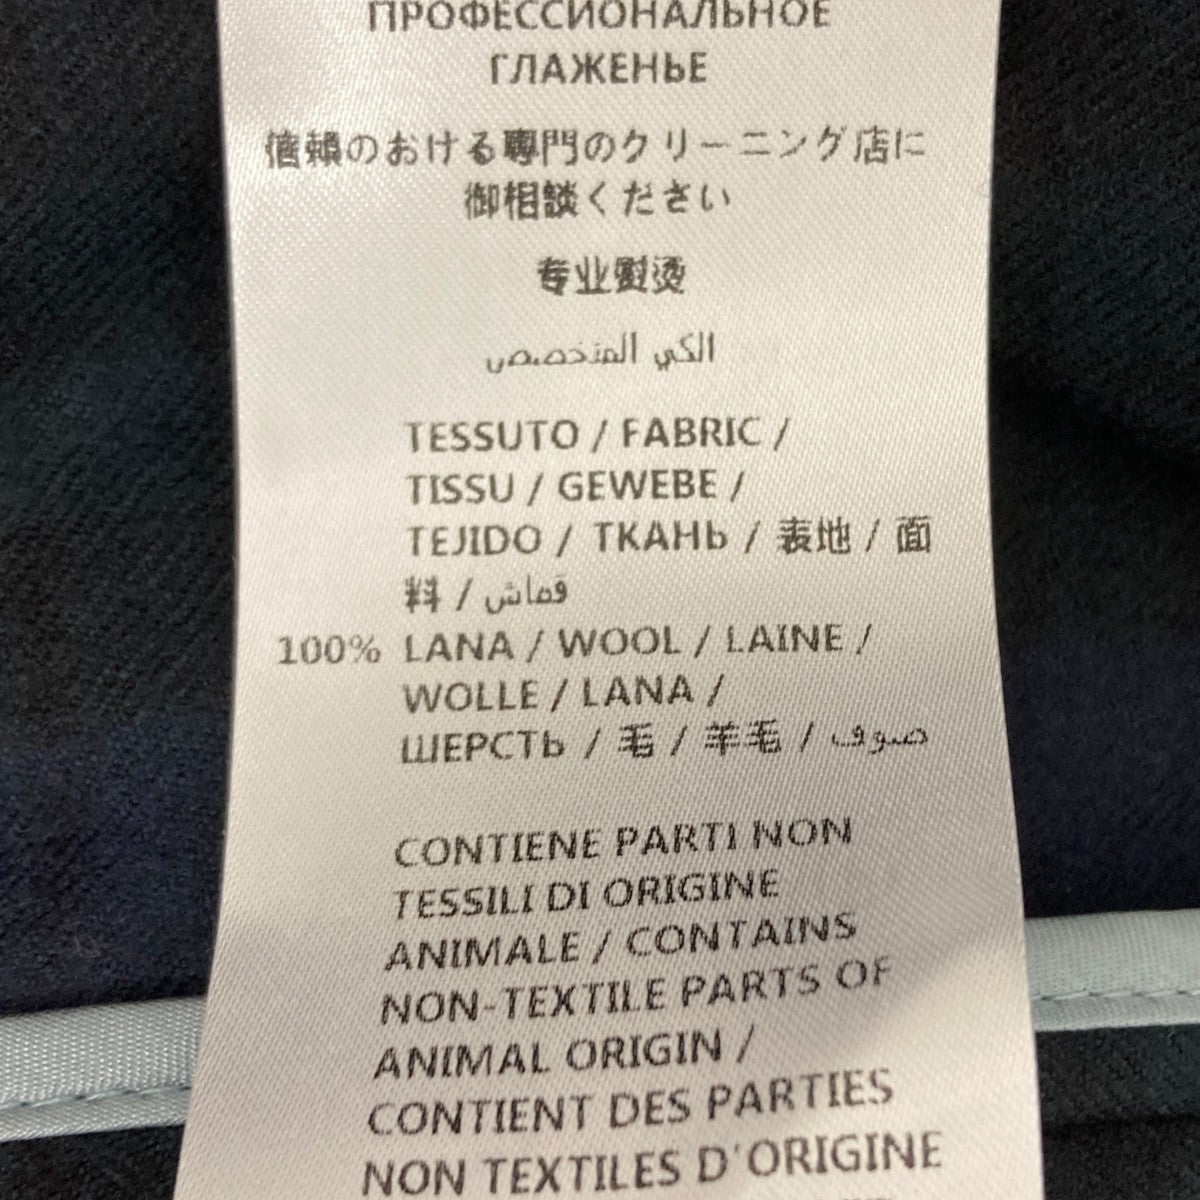 ПРОФЕССИОНАЛЬНОЕ
ГЛАЖЕНЬЕ
信頼のおける専門のクリーニング店に
御相談ください
专业熨烫
الكي المتخصص
TESSUTO / FABRIC /
TISSU / GEWEBE /
TEJIDO / ТКАНЬ / 表地 / 面
料 / قماش
100% LANA / WOOL / LAINE /
WOLLE / LANA /
ШЕРСТЬ / 毛 / 羊毛 / صوف
CONTIENE PARTI NON
TESSILI DI ORIGINE
ANIMALE / CONTAINS
NON-TEXTILE PARTS OF
ANIMAL ORIGIN /
CONTIENT DES PARTIES
NON TEXTILES D'ORIGINE